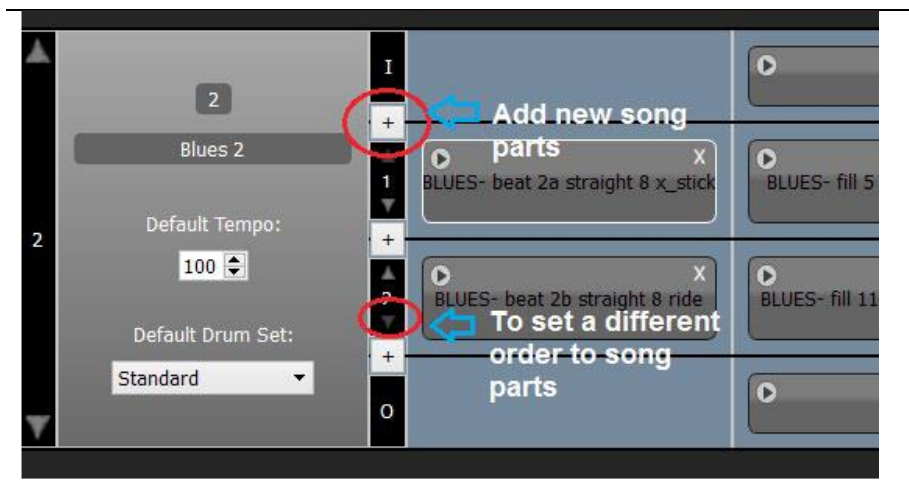 I
2
+
Add new song
parts
Blues 2
X
1
BLUES- beat 2a straight 8 x_stick
BLUES- fill 5
Default Tempo:
2
+
100
X
2
BLUES- beat 2b straight 8 ride
BLUES- fill 11
To set a different
order to song
parts
Default Drum Set:
+
Standard
O